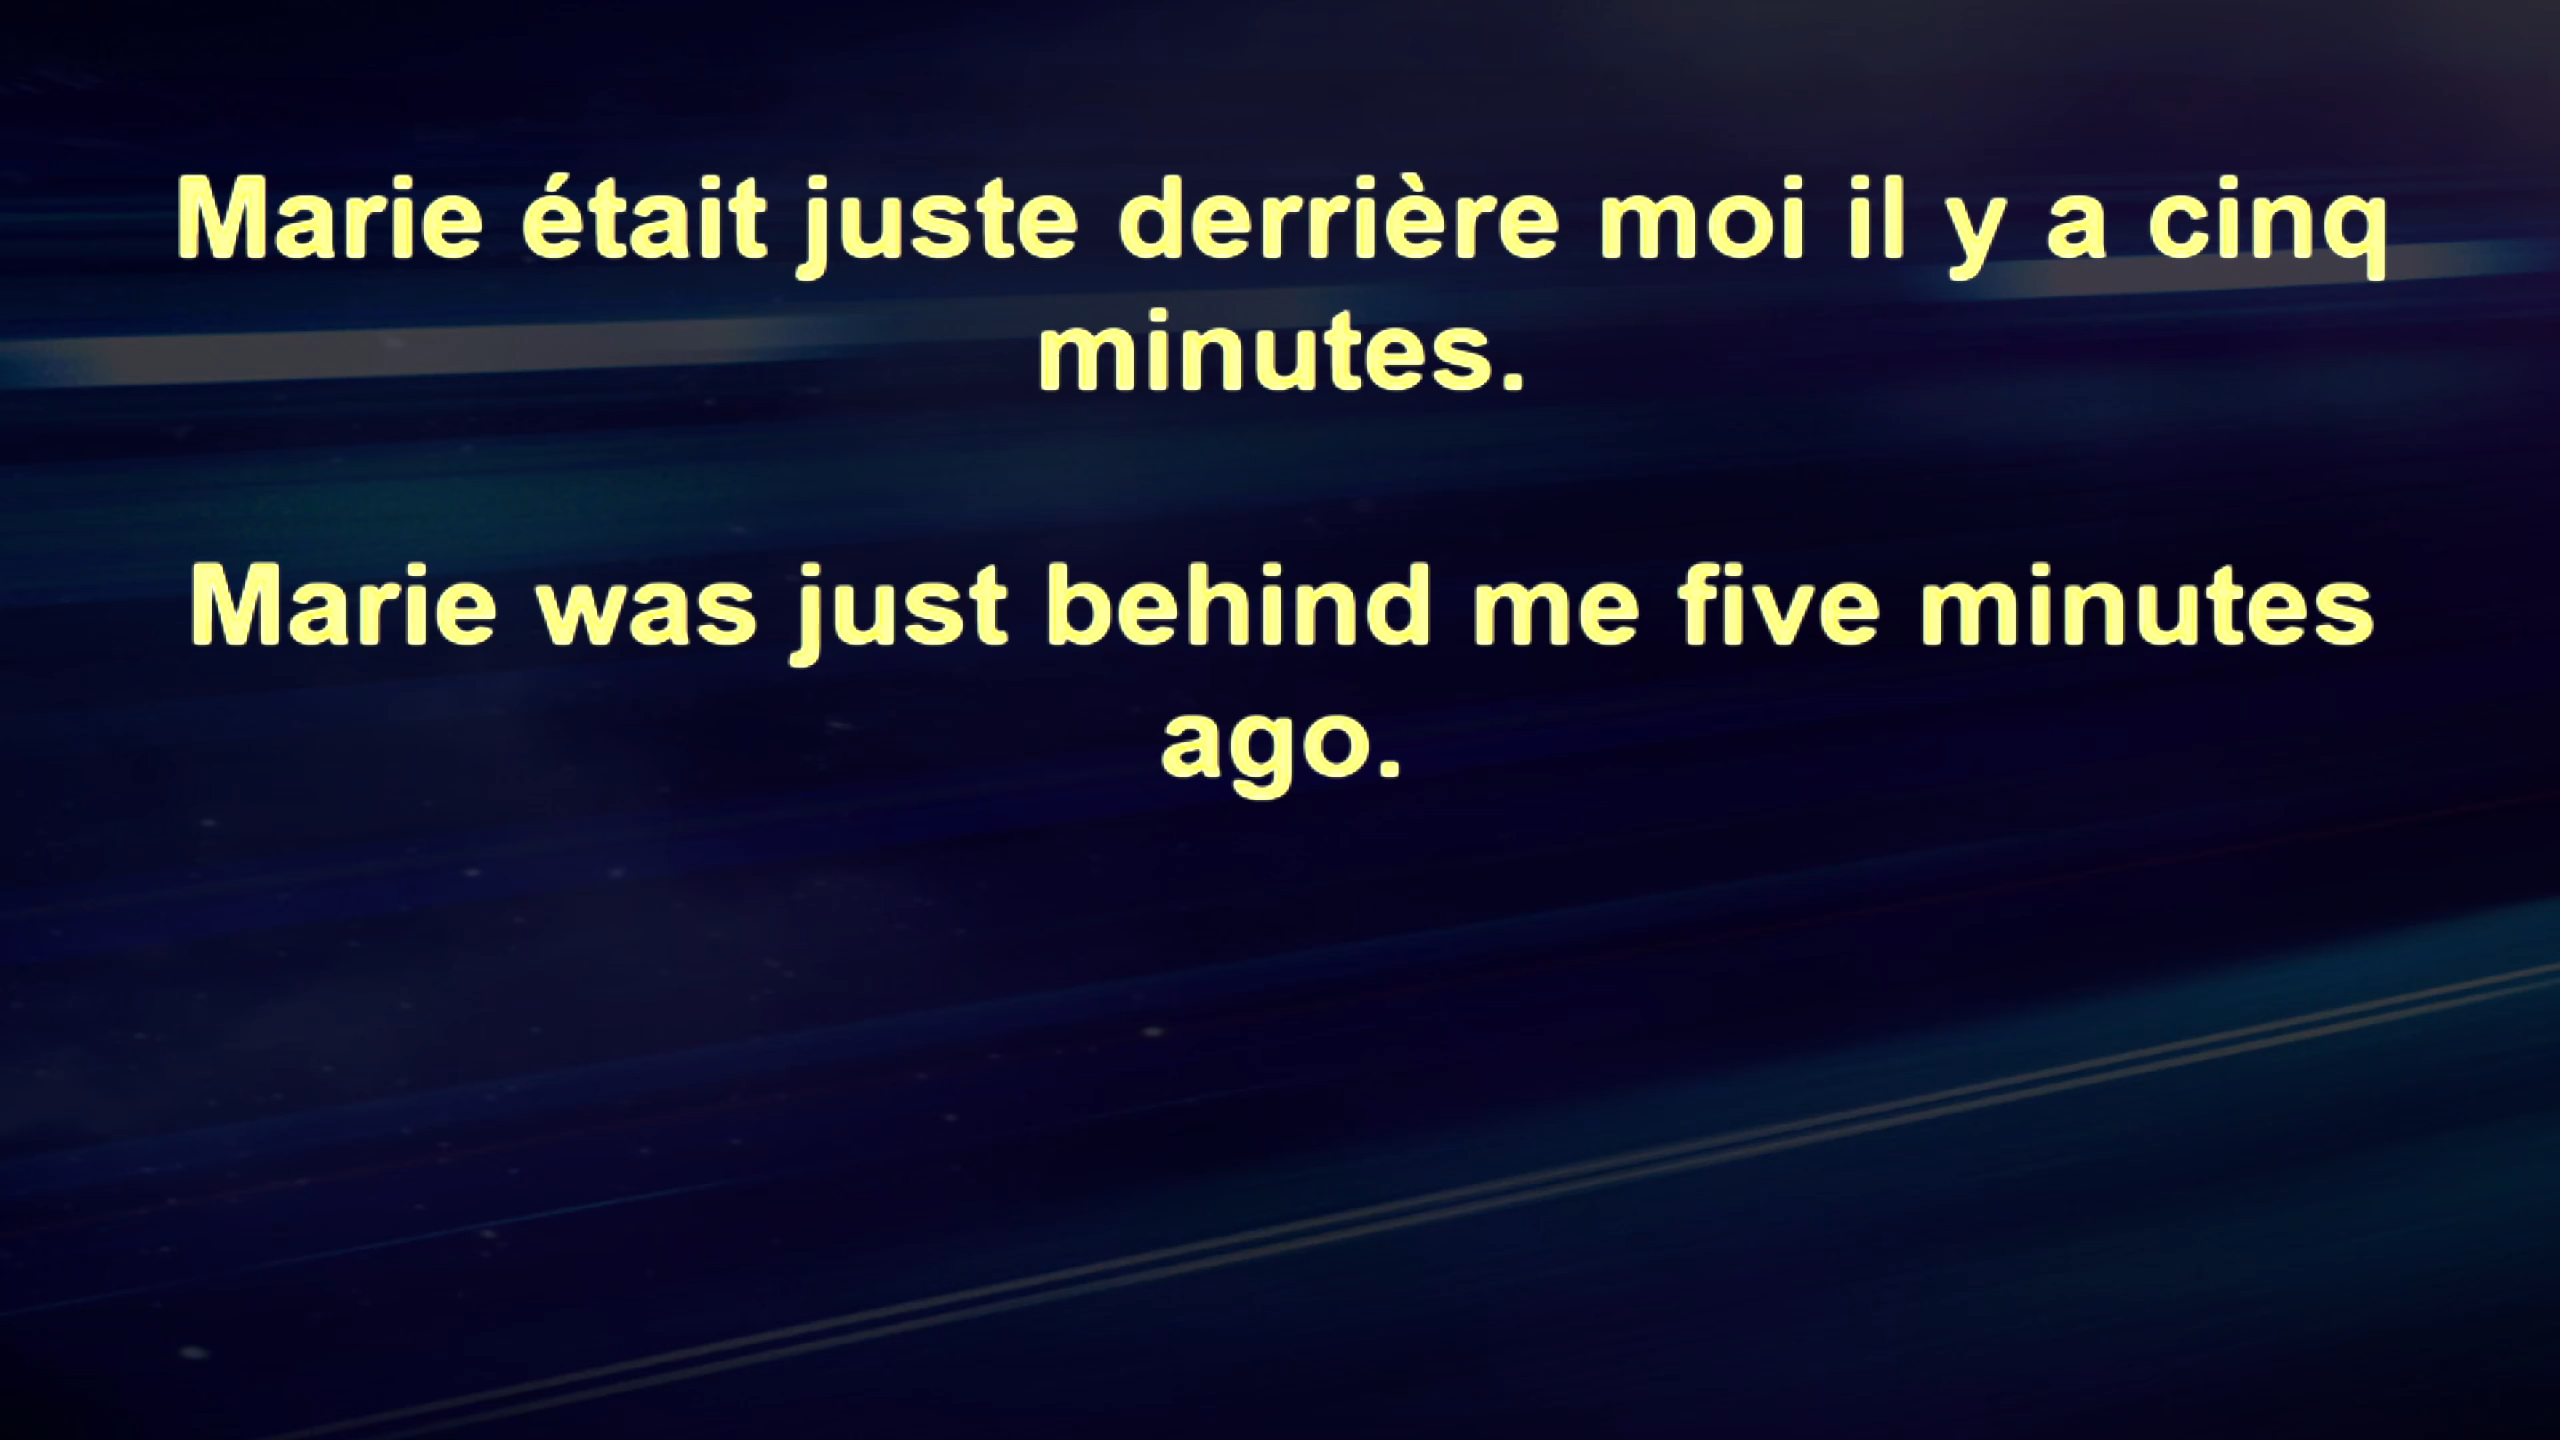 Marie était juste derrière moi il y a cinq
minutes.
Marie was just behind me five minutes
ago.